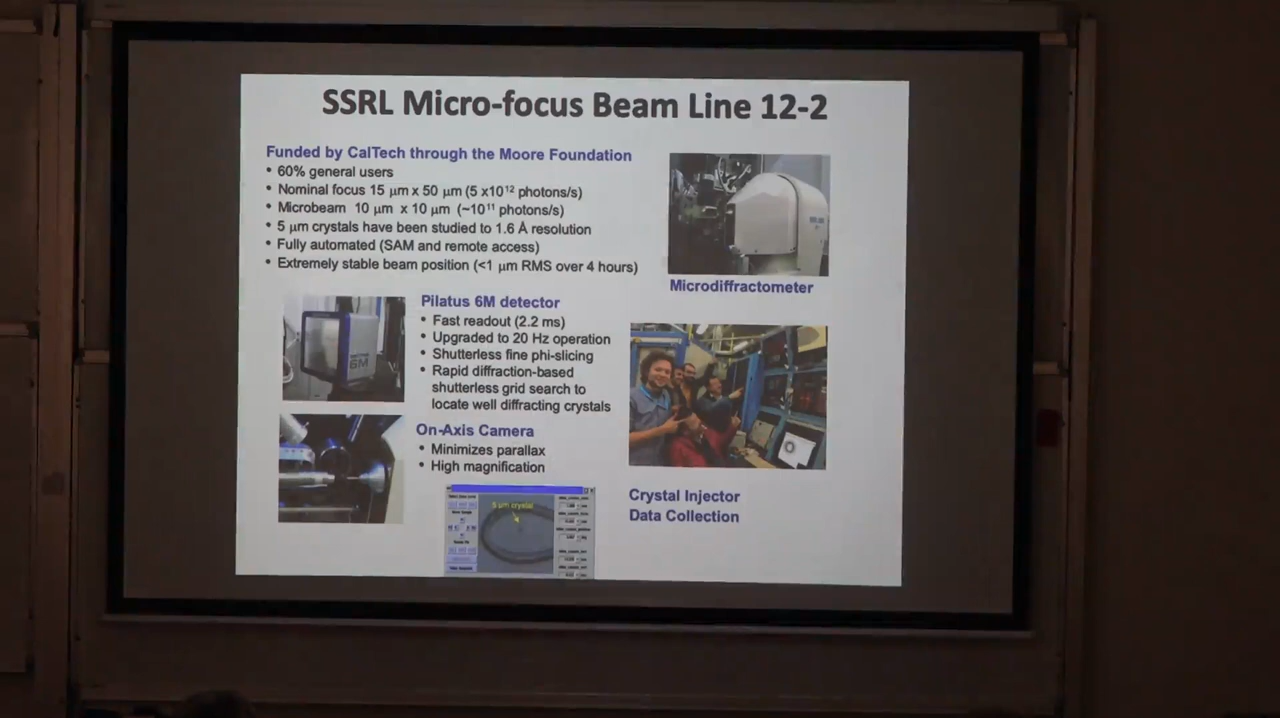 SSRL Micro-focus Beam Line 12-2
Funded by CalTech through the Moore Foundation
• 60% general users
• Nominal focus 15 µm x 50 µm (5 x10¹² photons/s)
• Microbeam 10 µm x 10 µm (~10¹¹ photons/s)
• 5 µm crystals have been studied to 1.6 Å resolution
• Fully automated (SAM and remote access)
• Extremely stable beam position (<1 µm RMS over 4 hours)
Microdiffractometer
Pilatus 6M detector
• Fast readout (2.2 ms)
• Upgraded to 20 Hz operation
• Shutterless fine phi-slicing
• Rapid diffraction-based
shutterless grid search to
locate well diffracting crystals
6M
On-Axis Camera
• Minimizes parallax
• High magnification
5 µm crystal
Crystal Injector
Data Collection